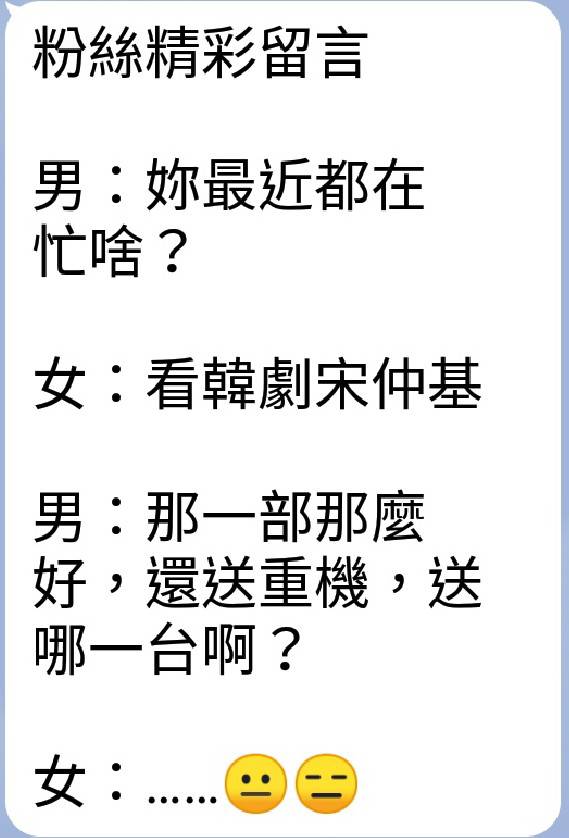 粉絲精彩留言
男：妳最近都在
忙啥？
女：看韓劇宋仲基
男：那一部那麼
好，還送重機，送
哪一台啊？
女：......😐😑